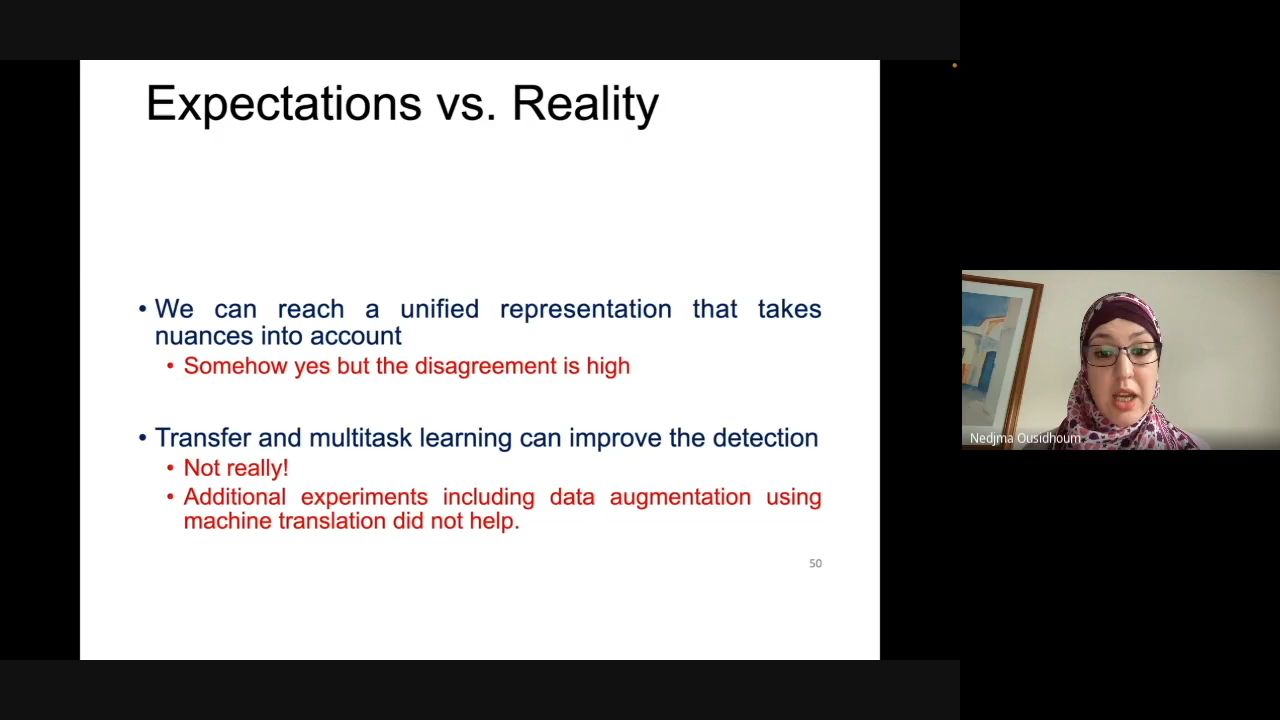 Expectations vs. Reality
• We can reach a unified representation that takes
nuances into account
• Somehow yes but the disagreement is high
• Transfer and multitask learning can improve the detection
• Not really!
• Additional experiments including data augmentation using
machine translation did not help.
50
Nedjma Ousidhoum